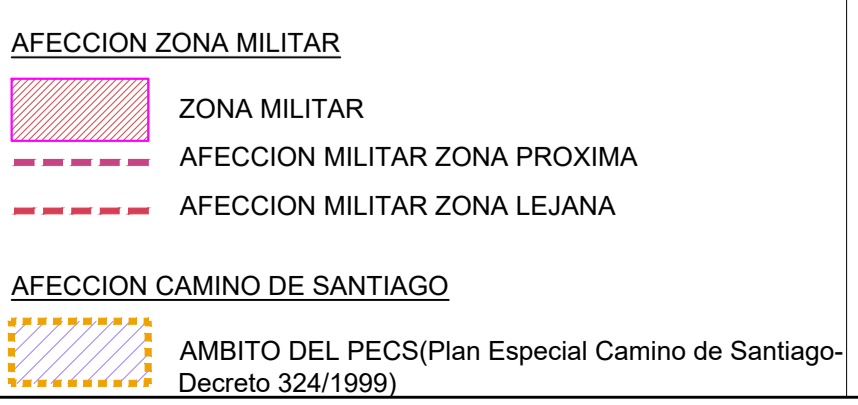 AFECCION ZONA MILITAR
ZONA MILITAR
AFECCION MILITAR ZONA PROXIMA
AFECCION MILITAR ZONA LEJANA
AFECCION CAMINO DE SANTIAGO
AMBITO DEL PECS(Plan Especial Camino de Santiago-
Decreto 324/1999)